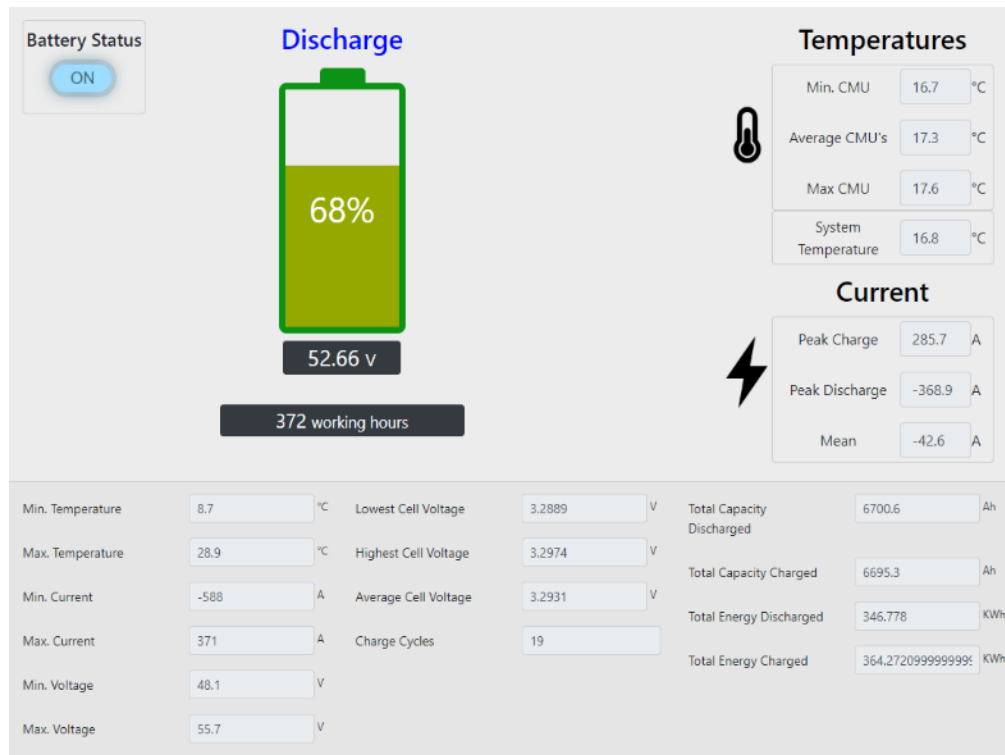 Battery Status
ON
Discharge
68%
52.66 V
372 working hours
Temperatures
Min. CMU 16.7 °C
Average CMU's 17.3 °C
Max CMU 17.6 °C
System
Temperature 16.8 °C
Current
Peak Charge 285.7 A
Peak Discharge -368.9 A
Mean -42.6 A
Min. Temperature 8.7 °C
Max. Temperature 28.9 °C
Min. Current -588 A
Max. Current 371 A
Min. Voltage 48.1 V
Max. Voltage 55.7 V
Lowest Cell Voltage 3.2889 V
Highest Cell Voltage 3.2974 V
Average Cell Voltage 3.2931 V
Charge Cycles 19
Total Capacity 6700.6 Ah
Discharged
Total Capacity Charged 6695.3 Ah
Total Energy Discharged 346.778 KWh
Total Energy Charged 364.272099999999 KWh